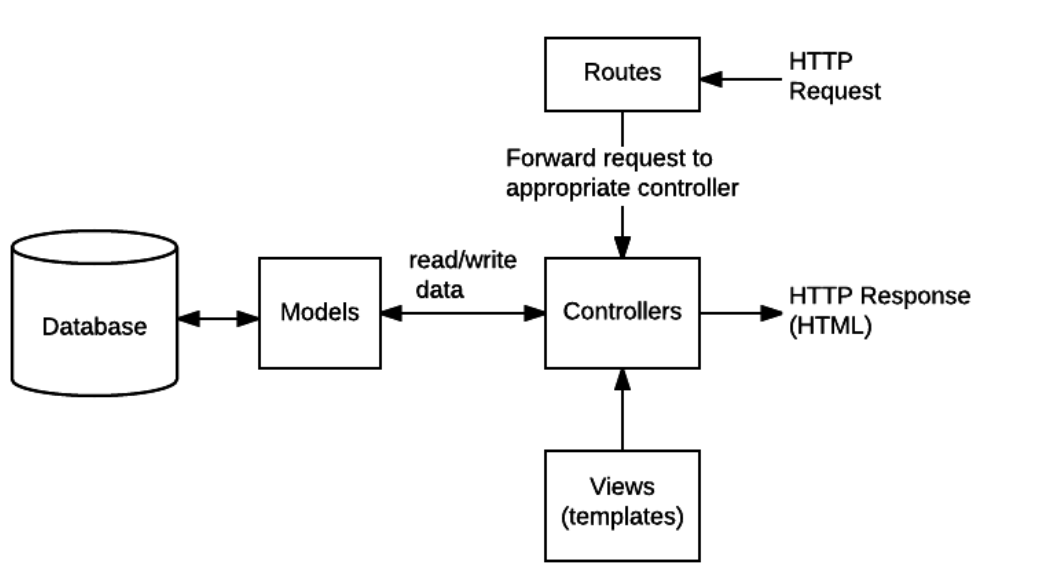 Routes
HTTP
Request
Forward request to
appropriate controller
Database
Models
read/write
data
Controllers
HTTP Response
(HTML)
Views
(templates)